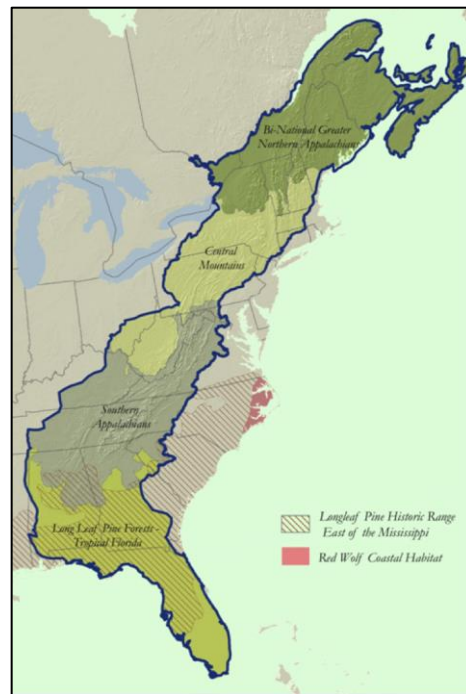 Bi-National Greater
Northern Appalachians
Central
Mountains
Southern
Appalachians
Long Leaf Pine Forests -
Tropical Florida
Longleaf Pine Historic Range
East of the Mississippi
Red Wolf Coastal Habitat